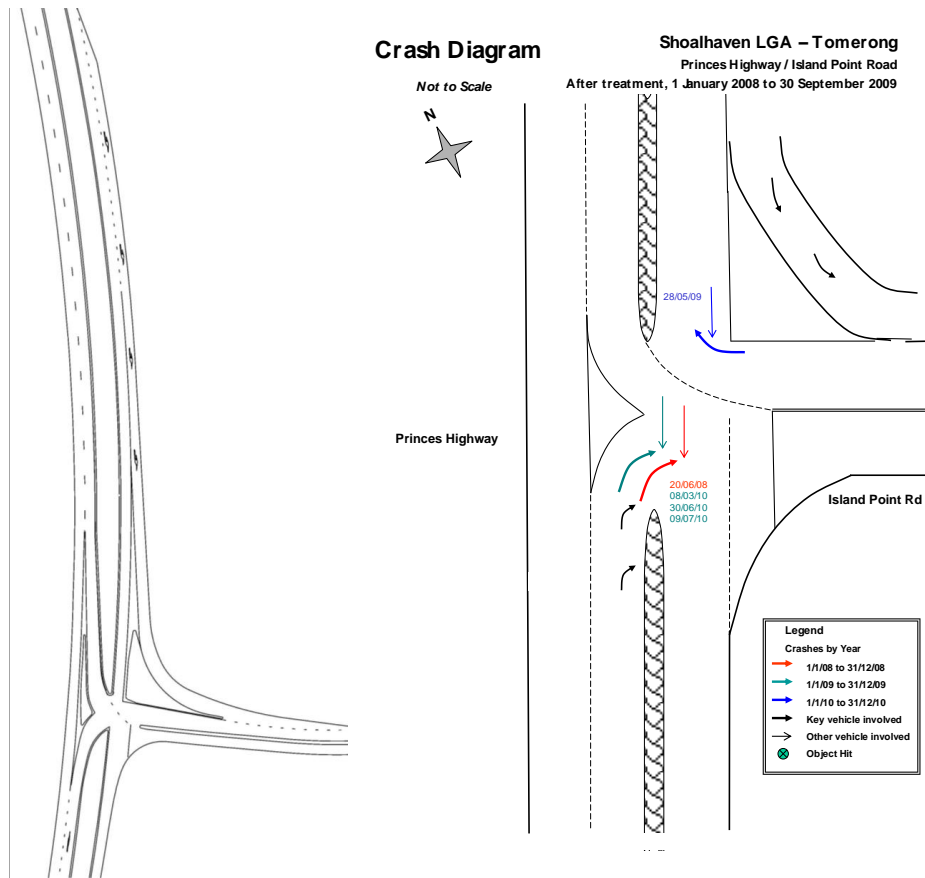 Crash Diagram
Shoalhaven LGA – Tomerong
Princes Highway / Island Point Road
Not to Scale
After treatment, 1 January 2008 to 30 September 2009
N
28/05/09
Princes Highway
20/06/08
08/03/10
30/06/10
09/07/10
Island Point Rd
Legend
Crashes by Year
1/1/08 to 31/12/08
1/1/09 to 31/12/09
1/1/10 to 31/12/10
Key vehicle involved
Other vehicle involved
Object Hit